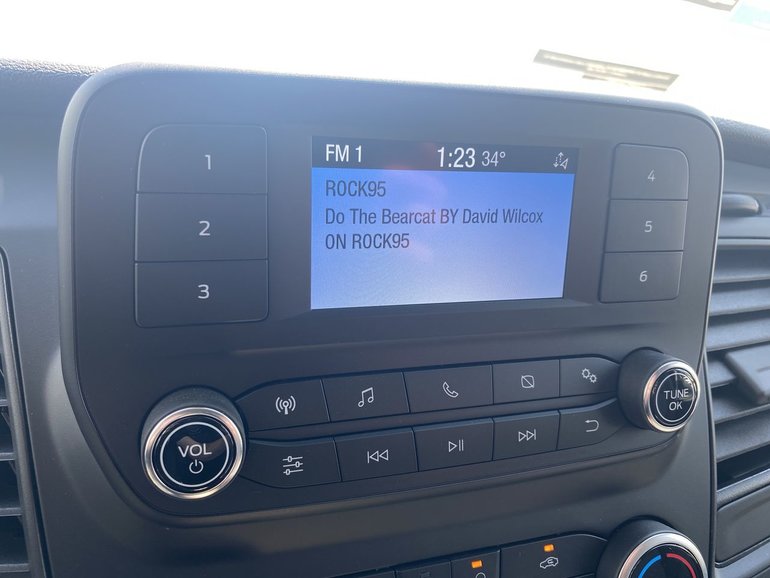 1
2
3
FM 1 1:23 34°
ROCK95
Do The Bearcat BY David Wilcox
ON ROCK95
4
5
6
VOL
TUNE
OK